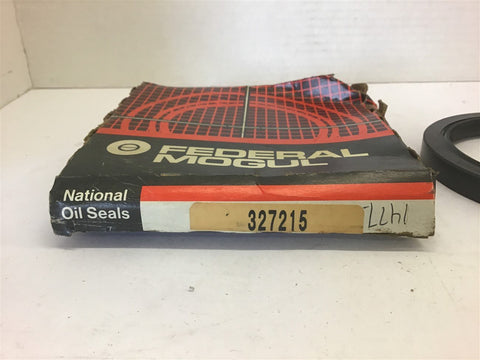 FEDERAL
MOGUL
National
Oil Seals
327215